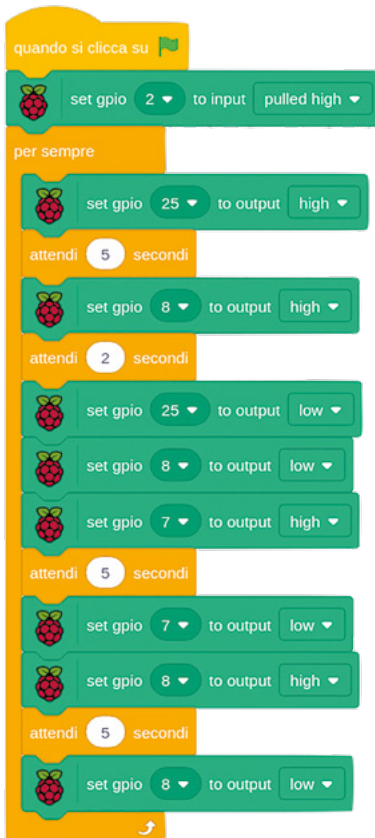 quando si clicca su
set gpio 2 to input pulled high
per sempre
set gpio 25 to output high
attendi 5 secondi
set gpio 8 to output high
attendi 2 secondi
set gpio 25 to output low
set gpio 8 to output low
set gpio 7 to output high
attendi 5 secondi
set gpio 7 to output low
set gpio 8 to output high
attendi 5 secondi
set gpio 8 to output low